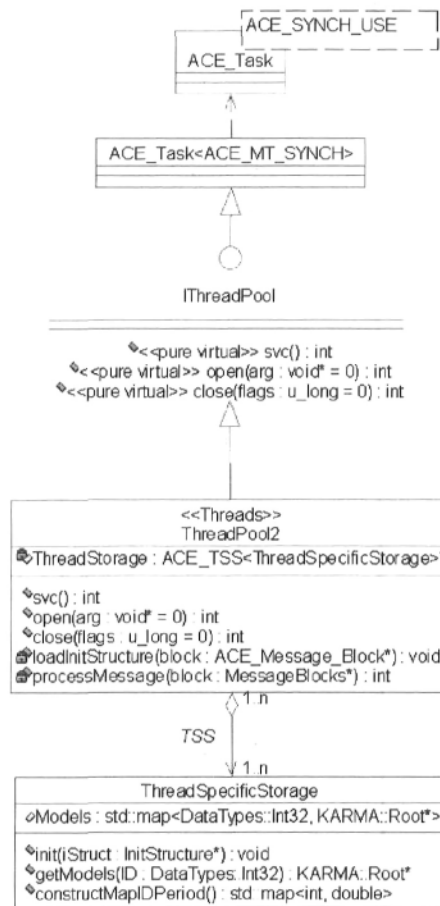 ACE_SYNCH_USE
ACE_Task
ACE_Task<ACE_MT_SYNCH>
IThreadPool
<<pure virtual>> svc() : int
<<pure virtual>> open(arg : void* = 0) : int
<<pure virtual>> close(flags : u_long = 0) : int
<<Threads>>
ThreadPool2
ThreadStorage : ACE_TSS<ThreadSpecificStorage>
svc() : int
open(arg : void* = 0) : int
close(flags : u_long = 0) : int
loadInitStructure(block : ACE_Message_Block*) : void
processMessage(block : MessageBlocks*) : int
1..n
TSS
1..n
ThreadSpecificStorage
Models : std::map<DataTypes::Int32, KARMA::Root*>
init(iStruct : InitStructure*) : void
getModels(ID : DataTypes::Int32) : KARMA::Root*
constructMapIDPeriod() : std::map<int, double>